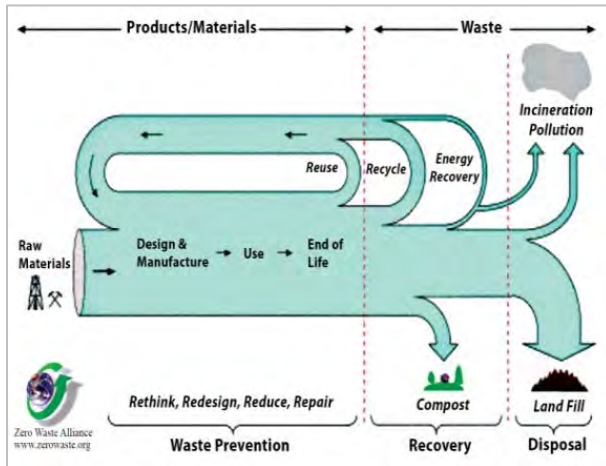 Products/Materials
Waste
Incineration
Pollution
Reuse
Recycle
Energy
Recovery
Raw
Materials
Design &
Manufacture
Use
End of
Life
Zero Waste Alliance
www.zerowaste.org
Rethink, Redesign, Reduce, Repair
Compost
Land Fill
Waste Prevention
Recovery
Disposal